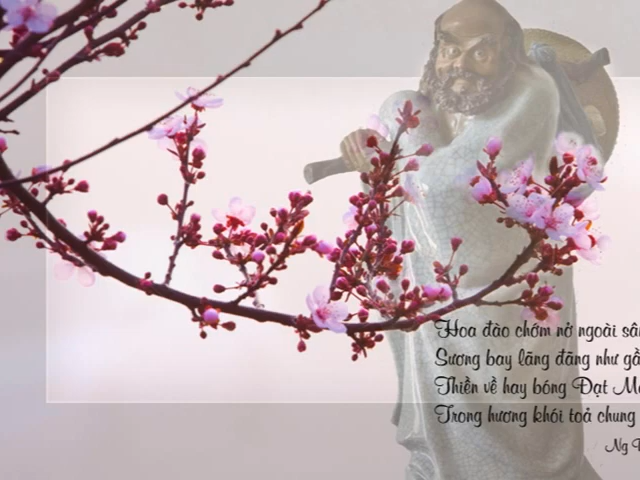 Hoa đào chớm nở ngoài sân
Sương bay lãng đãng như gần
Thiền về hay bóng Đạt Ma
Trong hương khói toả chung
Ng